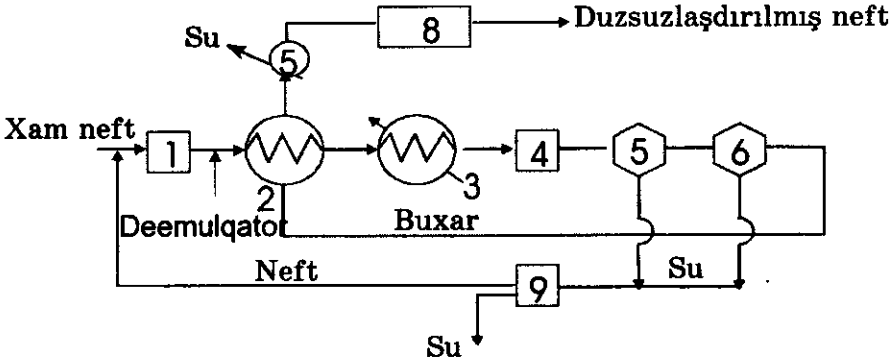 Duzsuzlaşdırılmış neft
8
Su
5
Xam neft
1
4
5
6
2
3
Deemulqator
Buxar
Neft
Su
9
Su